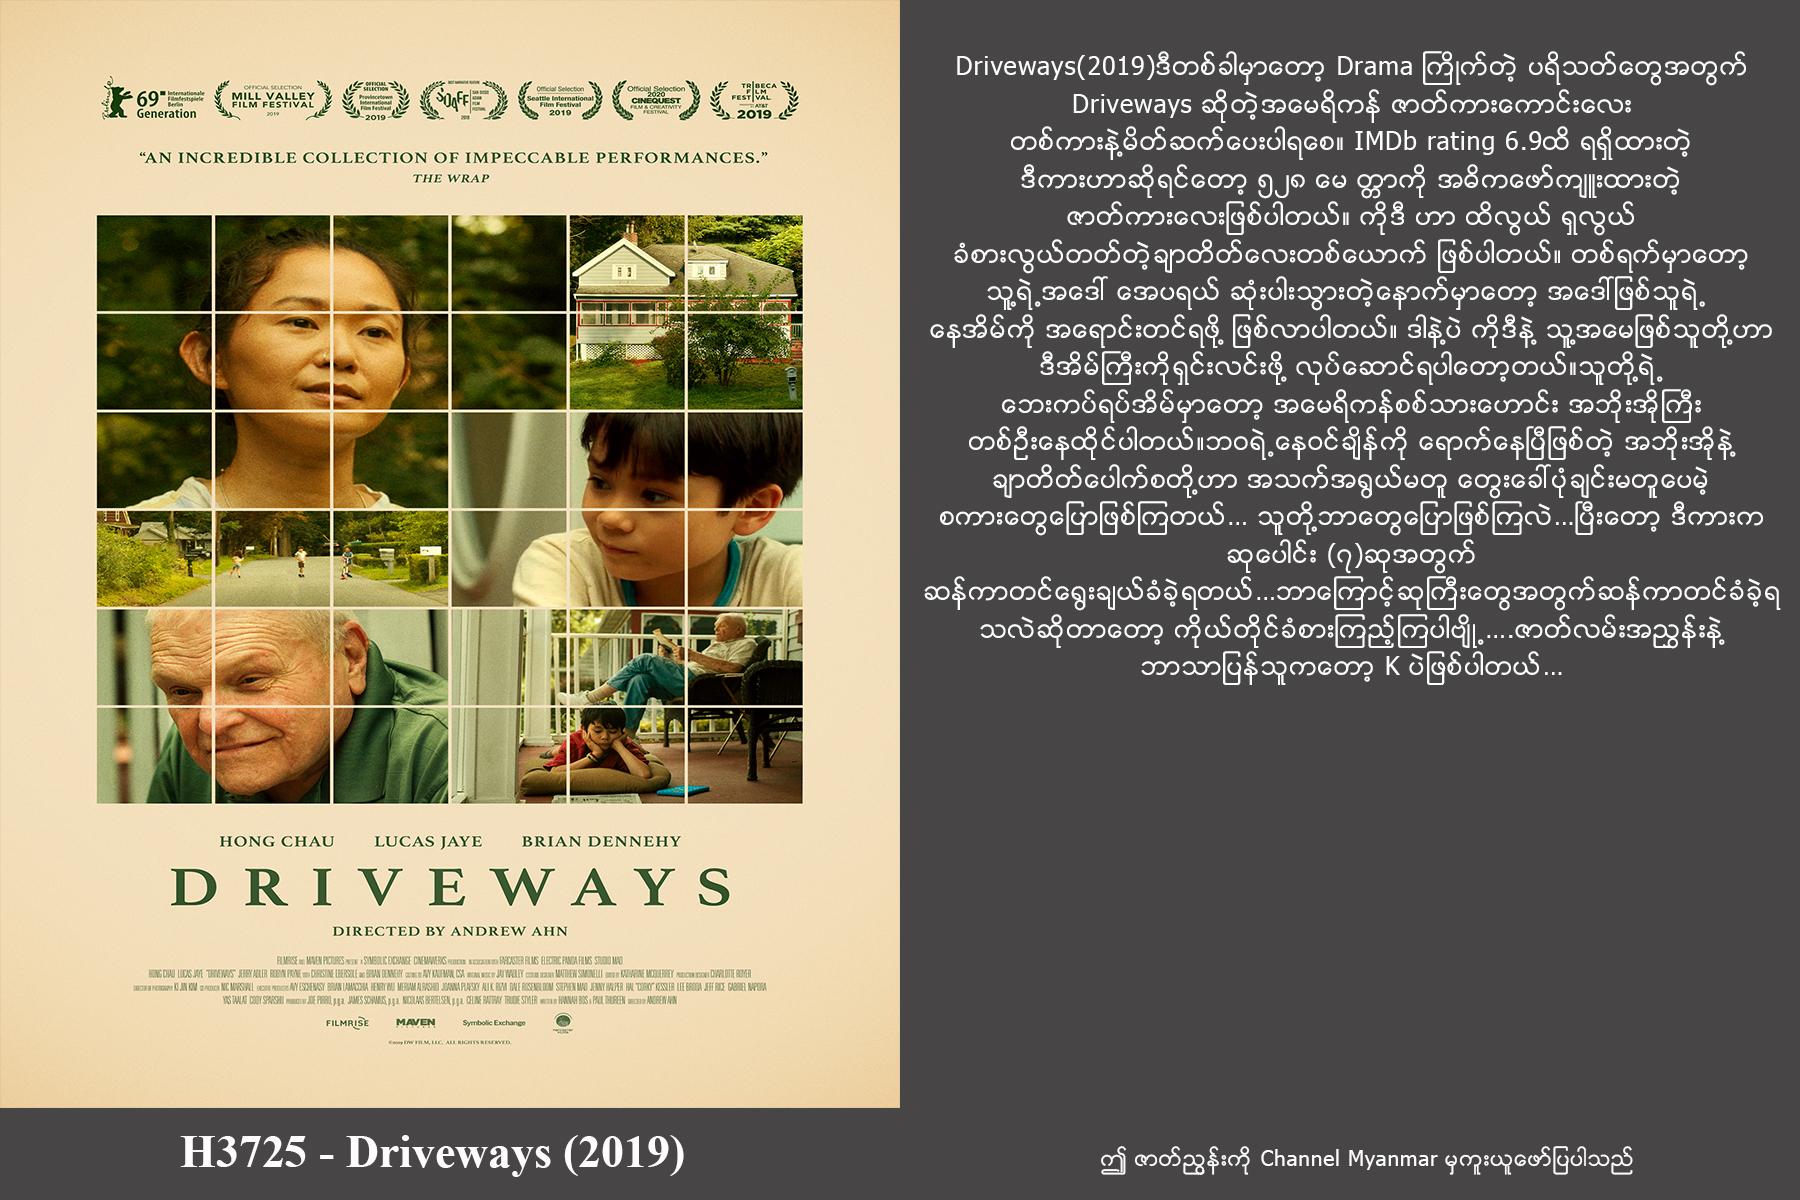 69 Internationale Filmfestspiele Berlin Generation
OFFICIAL SELECTION MILL VALLEY FILM FESTIVAL 2019
OFFICIAL SELECTION Provincetown International Film Festival 2019
SDAFF SAN DIEGO ASIAN FILM FESTIVAL
Official Selection Seattle International Film Festival 2019
Official Selection 2020 CINEQUEST FILM & CREATIVITY FESTIVAL
TRIBECA FILM FESTIVAL AT&T 2019
“AN INCREDIBLE COLLECTION OF IMPECCABLE PERFORMANCES.”
THE WRAP
HONG CHAU LUCAS JAYE BRIAN DENNEHY
DRIVEWAYS
DIRECTED BY ANDREW AHN
FILMRISE MAVEN PICTURES Symbolic Exchange
©2019 DW FILM, LLC. ALL RIGHTS RESERVED.
H3725 - Driveways (2019)
Driveways(2019)ဒီတစ်ခါမှာတော့ Drama ကြိုက်တဲ့ ပရိသတ်တွေအတွက်
Driveways ဆိုတဲ့အမေရိကန် ဇာတ်ကားကောင်းလေး
တစ်ကားနဲ့မိတ်ဆက်ပေးပါရစေ။ IMDb rating 6.9ထိ ရရှိထားတဲ့
ဒီကားဟာဆိုရင်တော့ ၅၂၈ မေ တ္တာကို အဓိကဖော်ကျူးထားတဲ့
ဇာတ်ကားလေးဖြစ်ပါတယ်။ ကိုဒီ ဟာ ထိလွယ် ရှလွယ်
ခံစားလွယ်တတ်တဲ့ချာတိတ်လေးတစ်ယောက် ဖြစ်ပါတယ်။ တစ်ရက်မှာတော့
သူ့ရဲ့အဒေါ် အေပရယ် ဆုံးပါးသွားတဲ့နောက်မှာတော့ အဒေါ်ဖြစ်သူရဲ့
နေအိမ်ကို အရောင်းတင်ရဖို့ ဖြစ်လာပါတယ်။ ဒါနဲ့ပဲ ကိုဒီနဲ့ သူ့အမေဖြစ်သူတို့ဟာ
ဒီအိမ်ကြီးကိုရှင်းလင်းဖို့ လုပ်ဆောင်ရပါတော့တယ်။သူတို့ရဲ့
ဘေးကပ်ရပ်အိမ်မှာတော့ အမေရိကန်စစ်သားဟောင်း အဘိုးအိုကြီး
တစ်ဦးနေထိုင်ပါတယ်။ဘဝရဲ့နေဝင်ချိန်ကို ရောက်နေပြီဖြစ်တဲ့ အဘိုးအိုနဲ့
ချာတိတ်ပေါက်စတို့ဟာ အသက်အရွယ်မတူ တွေးခေါ်ပုံချင်းမတူပေမဲ့
စကားတွေပြောဖြစ်ကြတယ်... သူတို့ဘာတွေပြောဖြစ်ကြလဲ...ပြီးတော့ ဒီကားက
ဆုပေါင်း (၇)ဆုအတွက်
ဆန်ကာတင်ရွေးချယ်ခံခဲ့ရတယ်...ဘာကြောင့်ဆုကြီးတွေအတွက်ဆန်ကာတင်ခံခဲ့ရ
သလဲဆိုတာတော့ ကိုယ်တိုင်ခံစားကြည့်ကြပါဗျို့....ဇာတ်လမ်းအညွှန်းနဲ့
ဘာသာပြန်သူကတော့ K ပဲဖြစ်ပါတယ်...
ဤ ဇာတ်ညွှန်းကို Channel Myanmar မှကူးယူဖော်ပြပါသည်